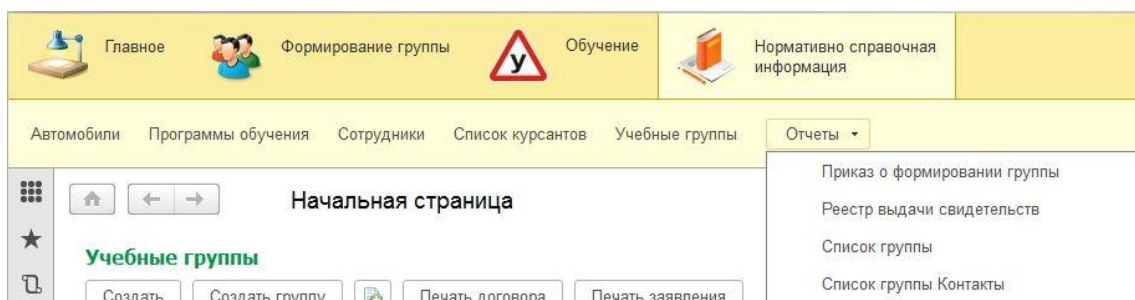 Главное
Формирование группы
Обучение
Нормативно справочная
информация
У
Автомобили Программы обучения Сотрудники Список курсантов Учебные группы Отчеты
Начальная страница
Приказ о формировании группы
Реестр выдачи свидетельств
Список группы
Список группы Контакты
Учебные группы
Создать Создать группу Печать договора Печать заявления